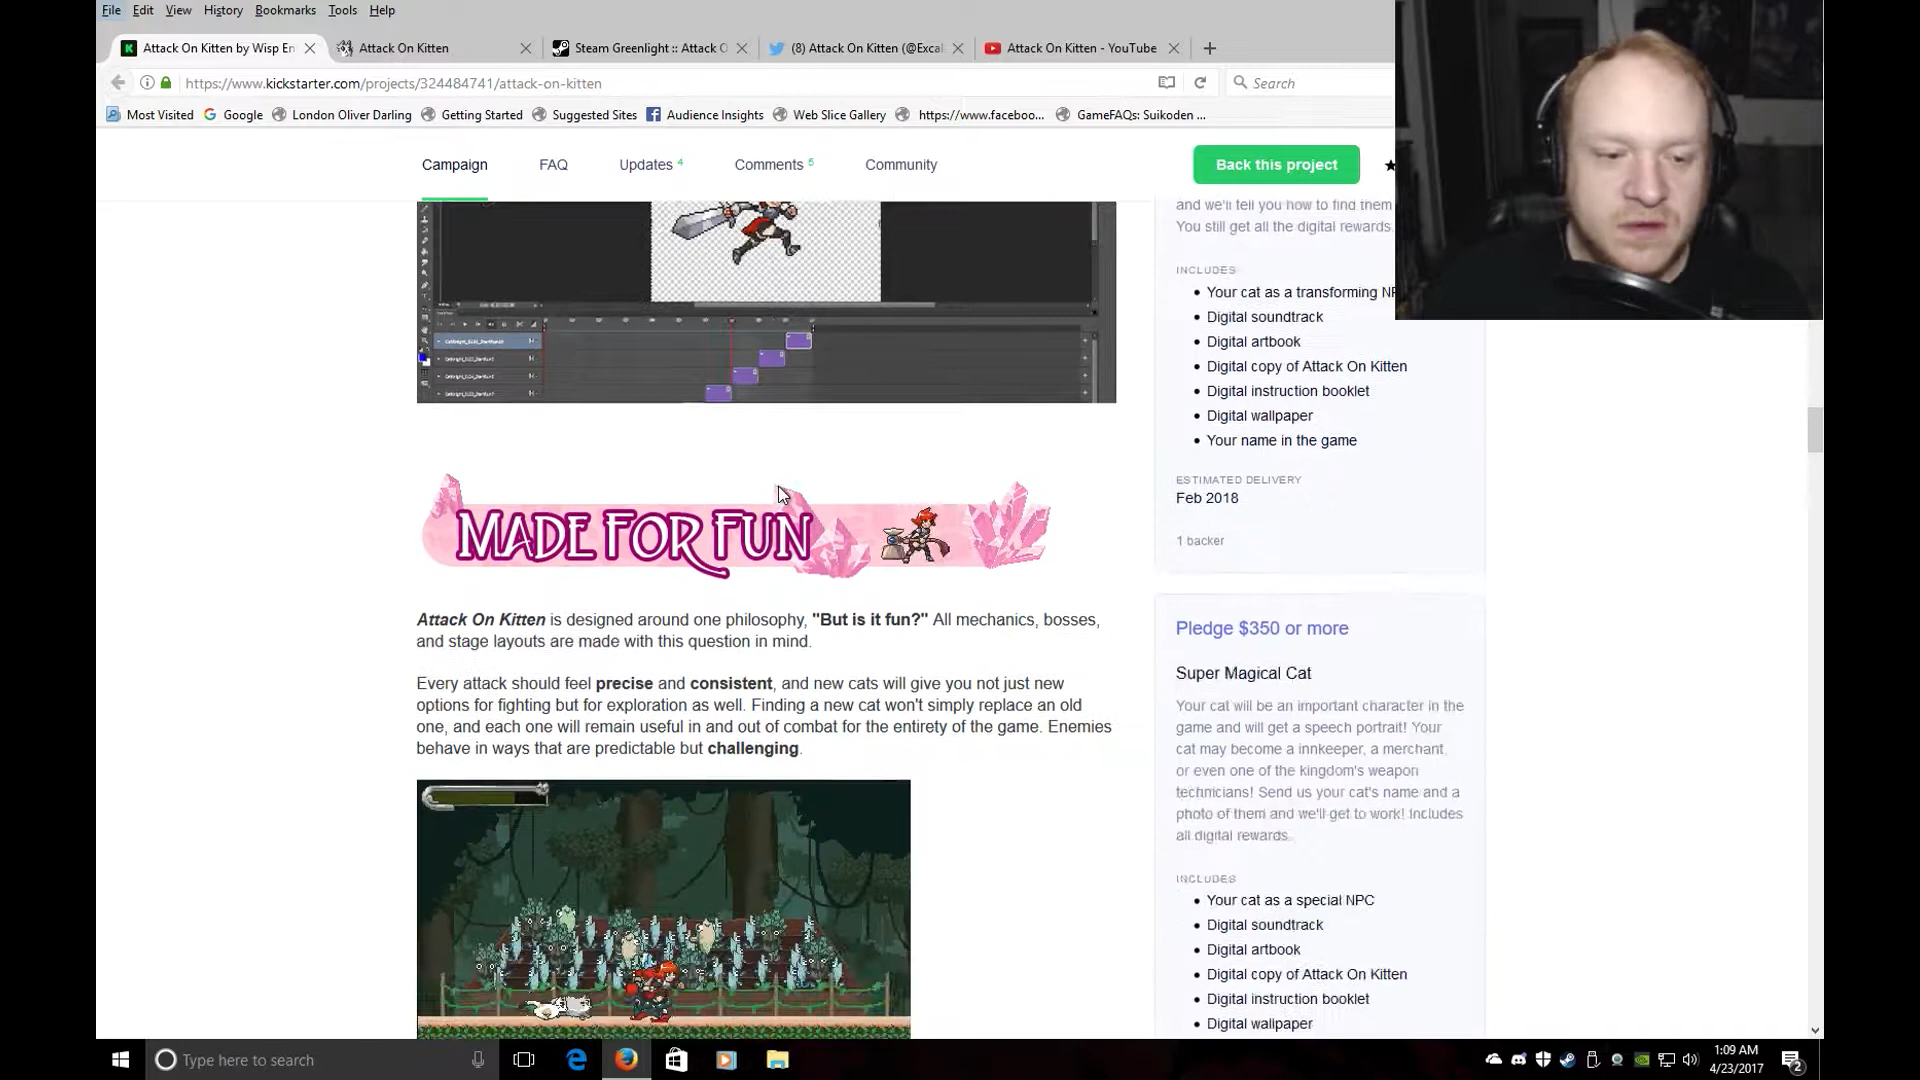 File Edit View History Bookmarks Tools Help
Attack On Kitten by Wisp En
Attack On Kitten
Steam Greenlight :: Attack O
(8) Attack On Kitten (@Excal
Attack On Kitten - YouTube
https://www.kickstarter.com/projects/324484741/attack-on-kitten
Search
Most Visited Google London Oliver Darling Getting Started Suggested Sites Audience Insights Web Slice Gallery https://www.faceboo... GameFAQs: Suikoden ...
Campaign FAQ Updates 4 Comments 5 Community
Back this project
MADE FOR FUN
Attack On Kitten is designed around one philosophy, "But is it fun?" All mechanics, bosses,
and stage layouts are made with this question in mind.
Every attack should feel precise and consistent, and new cats will give you not just new
options for fighting but for exploration as well. Finding a new cat won't simply replace an old
one, and each one will remain useful in and out of combat for the entirety of the game. Enemies
behave in ways that are predictable but challenging.
and we'll tell you how to find them
You still get all the digital rewards.
INCLUDES
• Your cat as a transforming NP
• Digital soundtrack
• Digital artbook
• Digital copy of Attack On Kitten
• Digital instruction booklet
• Digital wallpaper
• Your name in the game
ESTIMATED DELIVERY
Feb 2018
1 backer
Pledge $350 or more
Super Magical Cat
Your cat will be an important character in the
game and will get a speech portrait! Your
cat may become a innkeeper, a merchant
or even one of the kingdom's weapon
technicians! Send us your cat's name and a
photo of them and we'll get to work! Includes
all digital rewards.
INCLUDES
• Your cat as a special NPC
• Digital soundtrack
• Digital artbook
• Digital copy of Attack On Kitten
• Digital instruction booklet
• Digital wallpaper
Type here to search
1:09 AM
4/23/2017
2